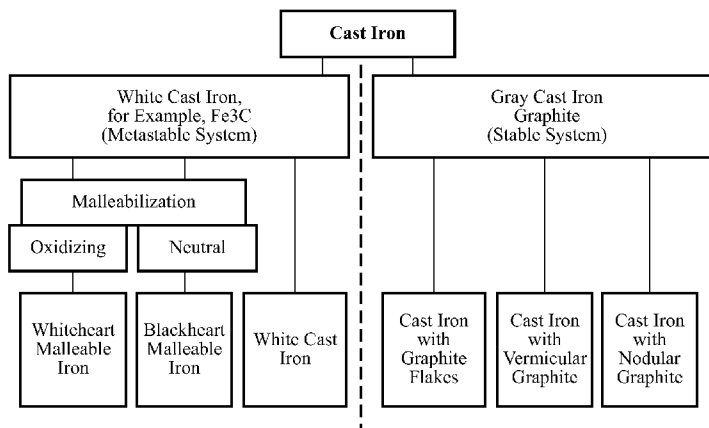 Cast Iron
White Cast Iron,
for Example, Fe3C
(Metastable System)
Gray Cast Iron
Graphite
(Stable System)
Malleabilization
Oxidizing
Neutral
Whiteheart
Malleable
Iron
Blackheart
Malleable
Iron
White Cast
Iron
Cast Iron
with
Graphite
Flakes
Cast Iron
with
Vermicular
Graphite
Cast Iron
with
Nodular
Graphite